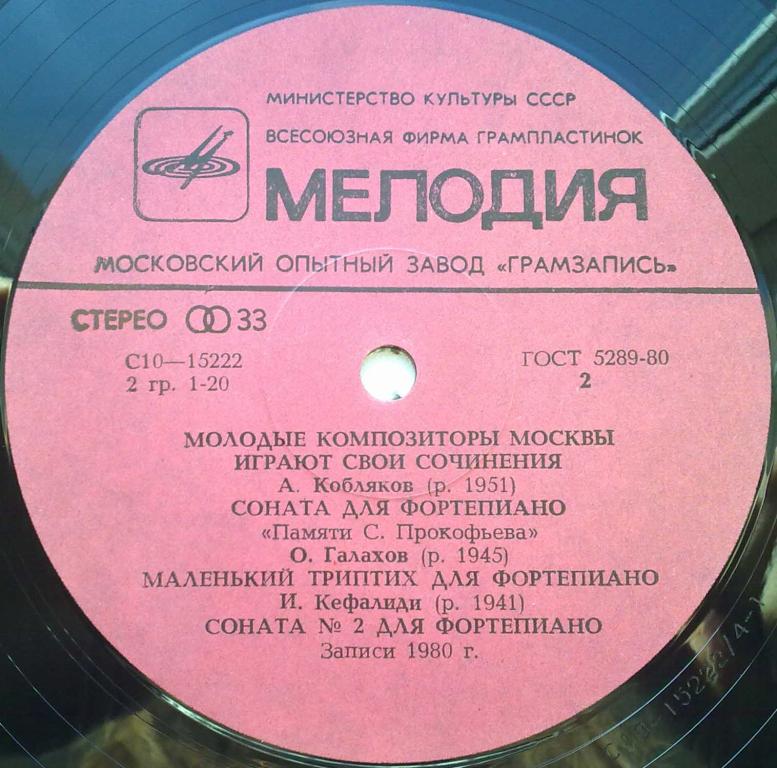 МИНИСТЕРСТВО КУЛЬТУРЫ СССР
ВСЕСОЮЗНАЯ ФИРМА ГРАМПЛАСТИНОК
МЕЛОДИЯ
МОСКОВСКИЙ ОПЫТНЫЙ ЗАВОД «ГРАМЗАПИСЬ»
СТЕРЕО 33
С10—15222 ГОСТ 5289-80
2 гр. 1-20 2
МОЛОДЫЕ КОМПОЗИТОРЫ МОСКВЫ
ИГРАЮТ СВОИ СОЧИНЕНИЯ
А. Кобляков (р. 1951)
СОНАТА ДЛЯ ФОРТЕПИАНО
«Памяти С. Прокофьева»
О. Галахов (р. 1945)
МАЛЕНЬКИЙ ТРИПТИХ ДЛЯ ФОРТЕПИАНО
И. Кефалиди (р. 1941)
СОНАТА № 2 ДЛЯ ФОРТЕПИАНО
Записи 1980 г.